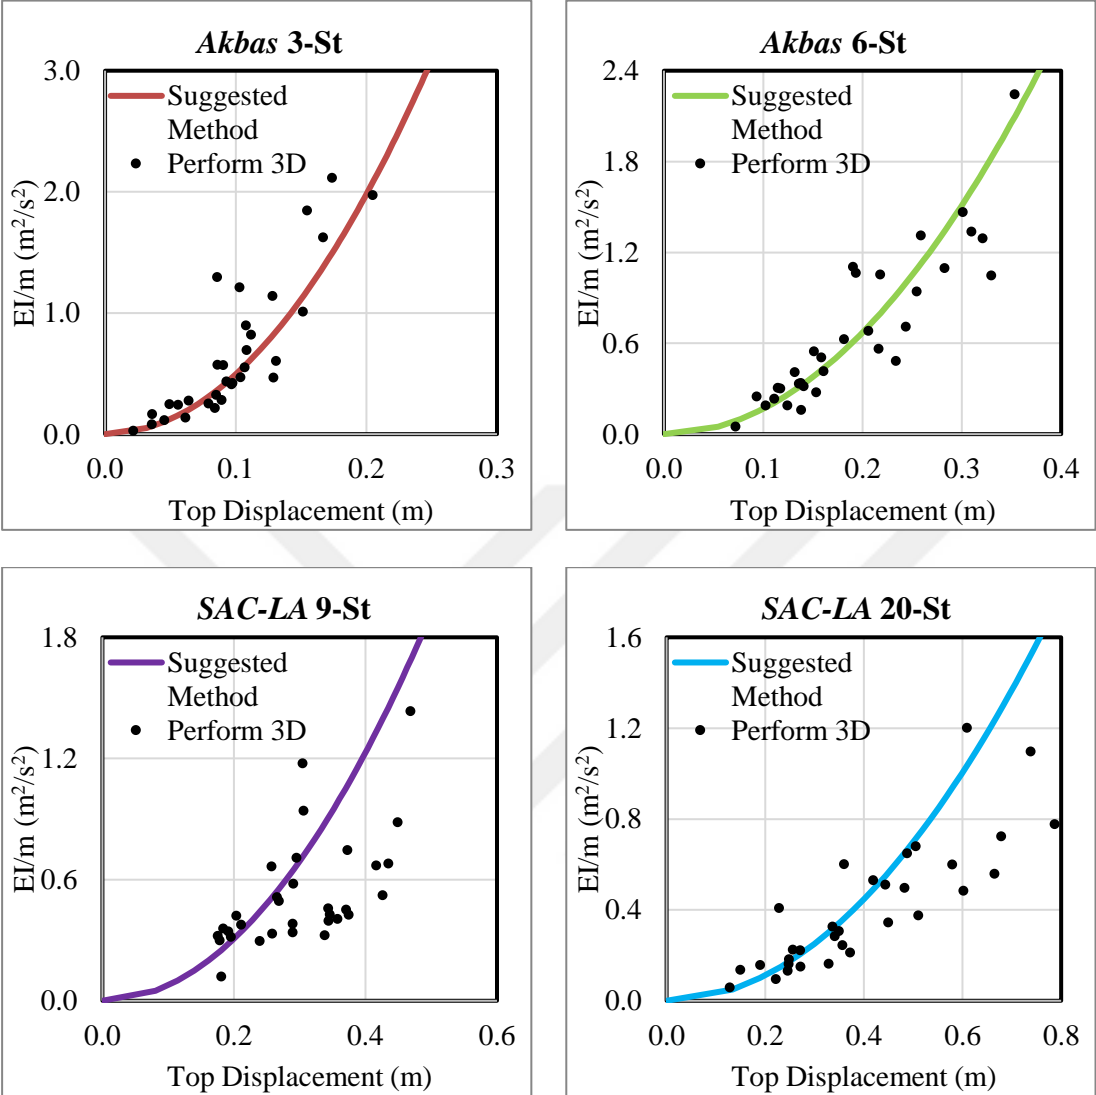 Akbas 3-St
3.0
2.0
1.0
0.0
EI/m (m²/s²)
Suggested
Method
Perform 3D
0.0 0.1 0.2 0.3
Top Displacement (m)
Akbas 6-St
2.4
1.8
1.2
0.6
0.0
EI/m (m²/s²)
Suggested
Method
Perform 3D
0.0 0.1 0.2 0.3 0.4
Top Displacement (m)
SAC-LA 9-St
1.8
1.2
0.6
0.0
EI/m (m²/s²)
Suggested
Method
Perform 3D
0.0 0.2 0.4 0.6
Top Displacement (m)
SAC-LA 20-St
1.6
1.2
0.8
0.4
0.0
EI/m (m²/s²)
Suggested
Method
Perform 3D
0.0 0.2 0.4 0.6 0.8
Top Displacement (m)